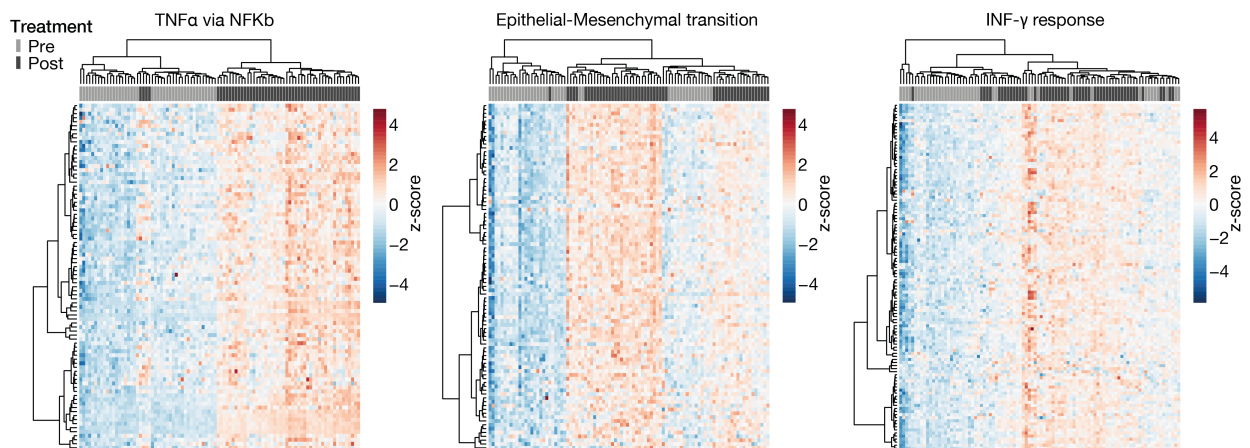 Treatment
Pre
Post
TNFα via NFKb
4
2
0
−2
−4
z-score
Epithelial-Mesenchymal transition
4
2
0
−2
−4
z-score
INF-γ response
4
2
0
−2
−4
z-score